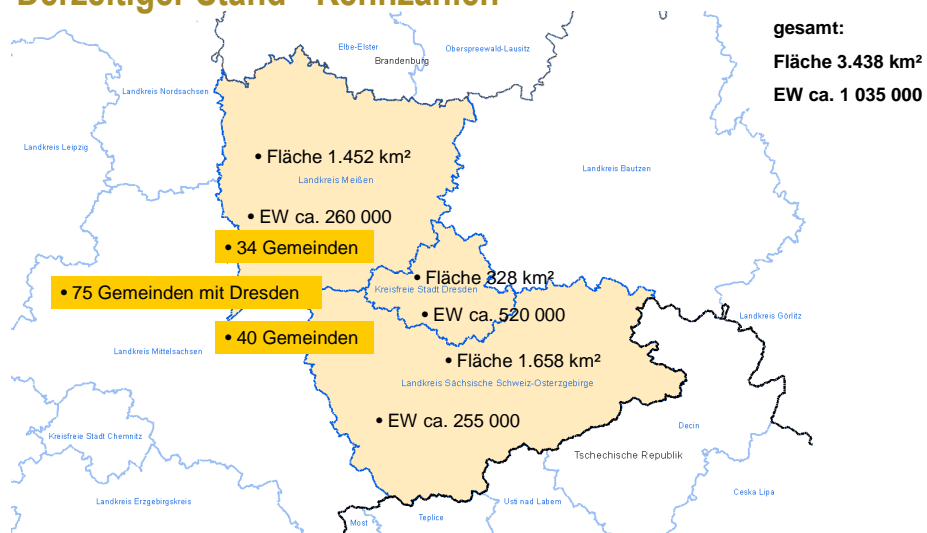 Derzeitiger Stand - Kennzahlen
gesamt:
Fläche 3.438 km²
EW ca. 1 035 000
Elbe-Elster
Oberspreewald-Lausitz
Brandenburg
Landkreis Nordsachsen
Landkreis Leipzig
• Fläche 1.452 km²
Landkreis Bautzen
Landkreis Meißen
• EW ca. 260 000
• 34 Gemeinden
• Fläche 328 km²
Kreisfreie Stadt Dresden
• 75 Gemeinden mit Dresden
• EW ca. 520 000
Landkreis Görlitz
• 40 Gemeinden
Landkreis Mittelsachsen
• Fläche 1.658 km²
Landkreis Sächsische Schweiz-Osterzgebirge
• EW ca. 255 000
Decin
Kreisfreie Stadt Chemnitz
Tschechische Republik
Ceska Lipa
Landkreis Erzgebirgskreis
Usti nad Labem
Teplice
Most